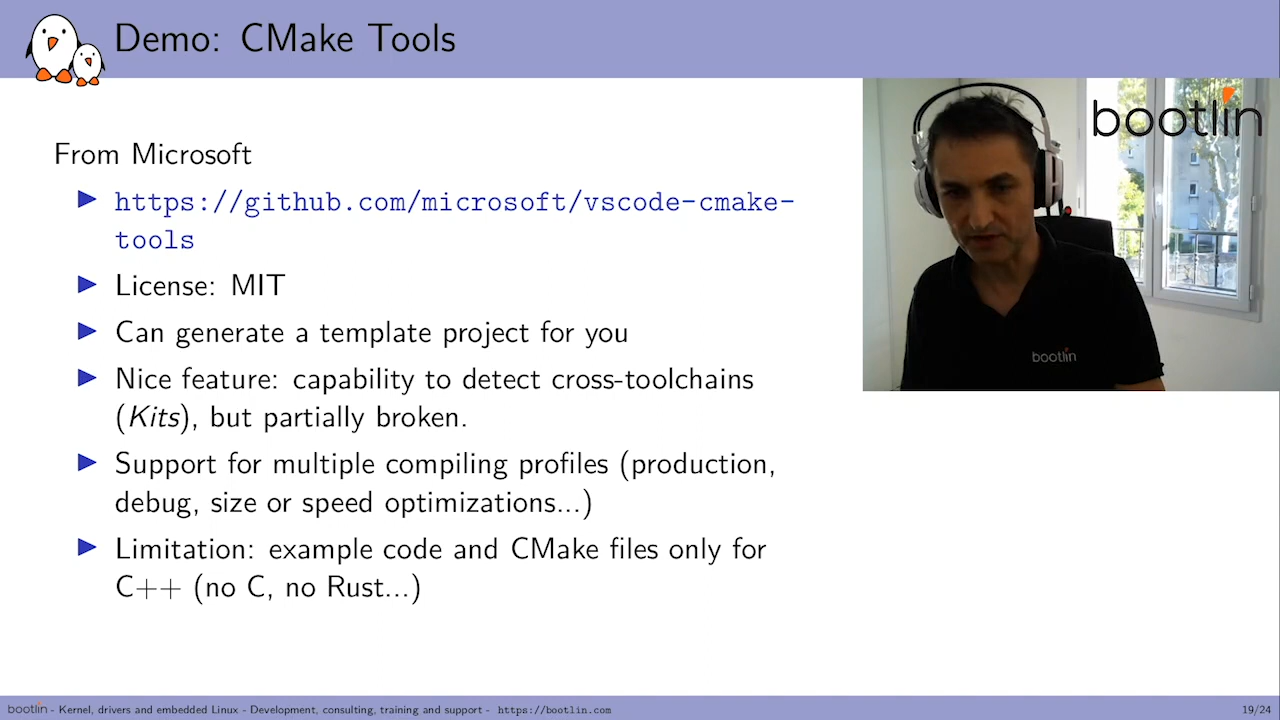 Demo: CMake Tools
bootlin
From Microsoft
https://github.com/microsoft/vscode-cmake-
tools
License: MIT
Can generate a template project for you
Nice feature: capability to detect cross-toolchains
(Kits), but partially broken.
Support for multiple compiling profiles (production,
debug, size or speed optimizations...)
Limitation: example code and CMake files only for
C++ (no C, no Rust...)
bootlin
bootlin - Kernel, drivers and embedded Linux - Development, consulting, training and support - https://bootlin.com
19/24